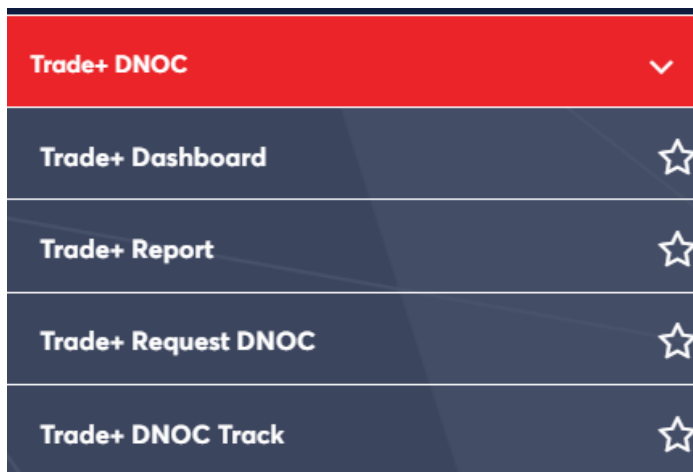 Trade+ DNOC
Trade+ Dashboard
Trade+ Report
Trade+ Request DNOC
Trade+ DNOC Track